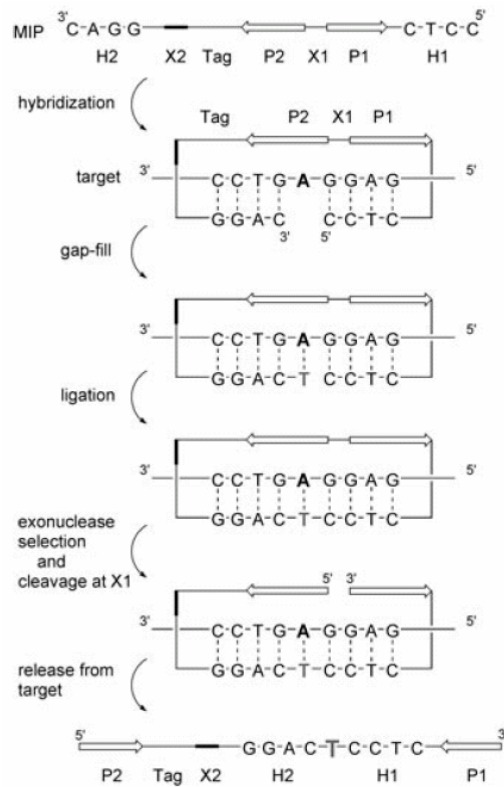 MIP 3' C-A-G-G C-T-C-C 5'
H2 X2 Tag P2 X1 P1 H1
hybridization
Tag P2 X1 P1
target 3' C-C-T-G-A-G-G-A-G 5'
G-G-A-C C-C-T-C
3' 5'
gap-fill
3' C-C-T-G-A-G-G-A-G 5'
G-G-A-C T C-C-T-C
ligation
3' C-C-T-G-A-G-G-A-G 5'
G-G-A-C-T-C-C-T-C
exonuclease
selection
and
cleavage at X1
5' 3'
3' C-C-T-G-A-G-G-A-G 5'
G-G-A-C-T-C-C-T-C
release from
target
5' G-G-A-C-T-C-C-T-C 3'
P2 Tag X2 H2 H1 P1